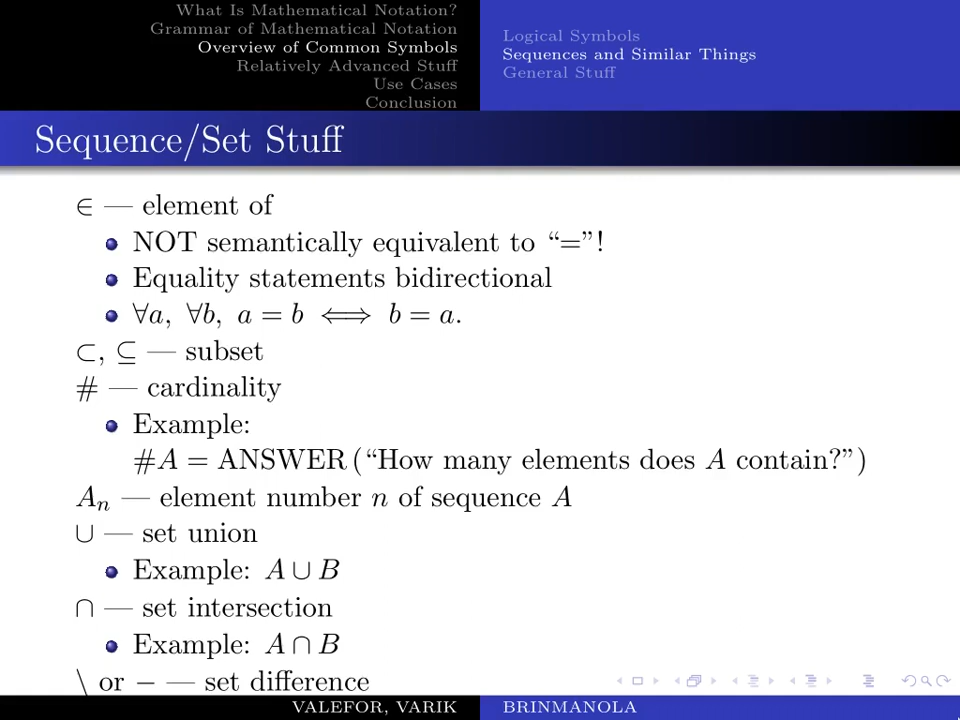 What Is Mathematical Notation?
Grammar of Mathematical Notation
Overview of Common Symbols
Relatively Advanced Stuff
Use Cases
Conclusion
Logical Symbols
Sequences and Similar Things
General Stuff
Sequence/Set Stuff
∈ — element of
NOT semantically equivalent to “=”!
Equality statements bidirectional
∀a, ∀b, a = b ⟺ b = a.
⊂, ⊆ — subset
# — cardinality
Example:
#A = ANSWER (“How many elements does A contain?”)
Aₙ — element number n of sequence A
∪ — set union
Example: A ∪ B
∩ — set intersection
Example: A ∩ B
\ or − — set difference
VALEFOR, VARIK
BRINMANOLA